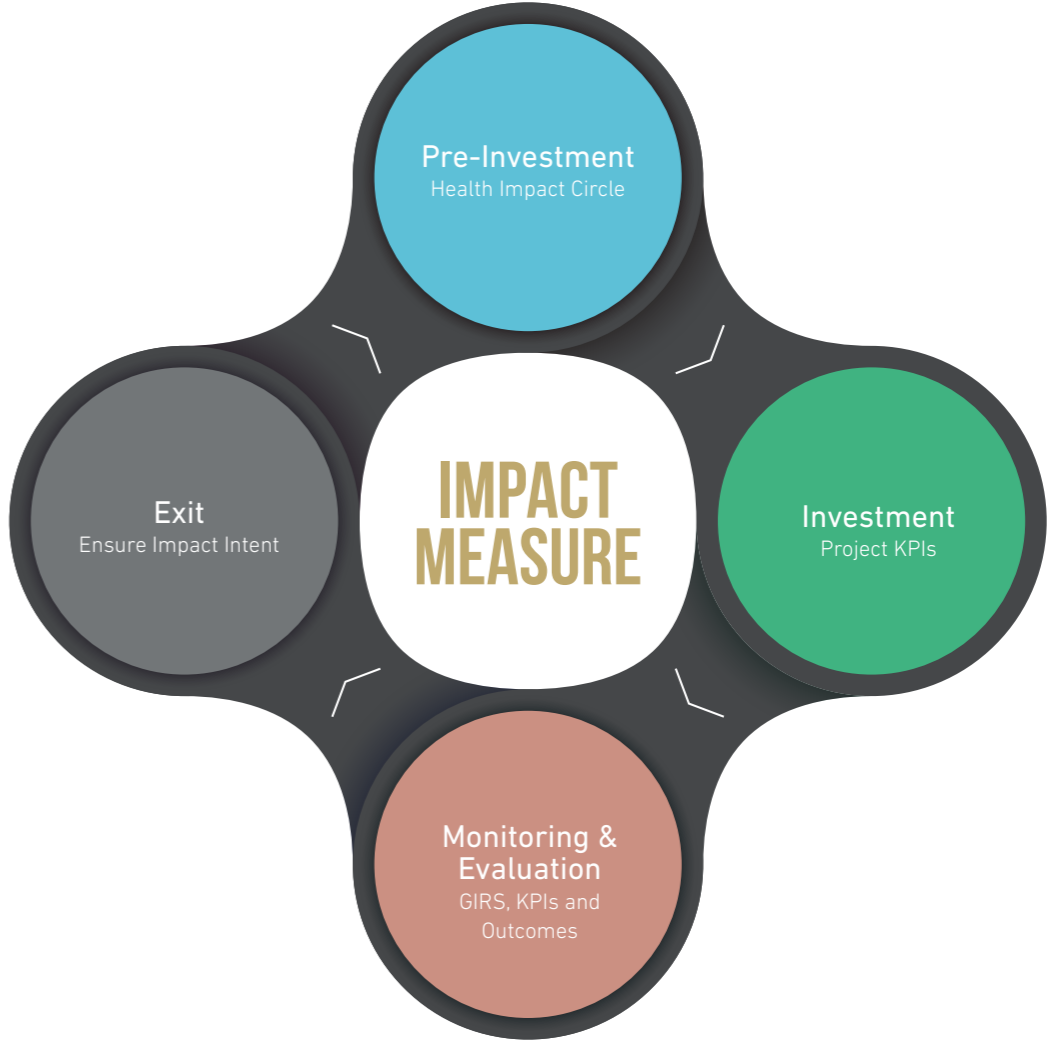 Pre-Investment
Health Impact Circle
Exit
Ensure Impact Intent
IMPACT
MEASURE
Investment
Project KPIs
Monitoring &
Evaluation
GIRS, KPIs and
Outcomes